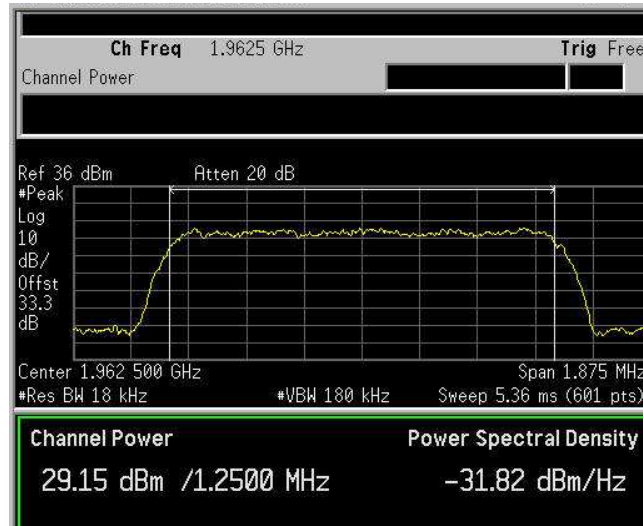 Ch Freq 1.9625 GHz Trig Free
Channel Power
Ref 36 dBm Atten 20 dB
#Peak
Log
10
dB/
Offst
33.3
dB
Center 1.962 500 GHz Span 1.875 MHz
#Res BW 18 kHz #VBW 180 kHz Sweep 5.36 ms (601 pts)
Channel Power Power Spectral Density
29.15 dBm /1.2500 MHz -31.82 dBm/Hz